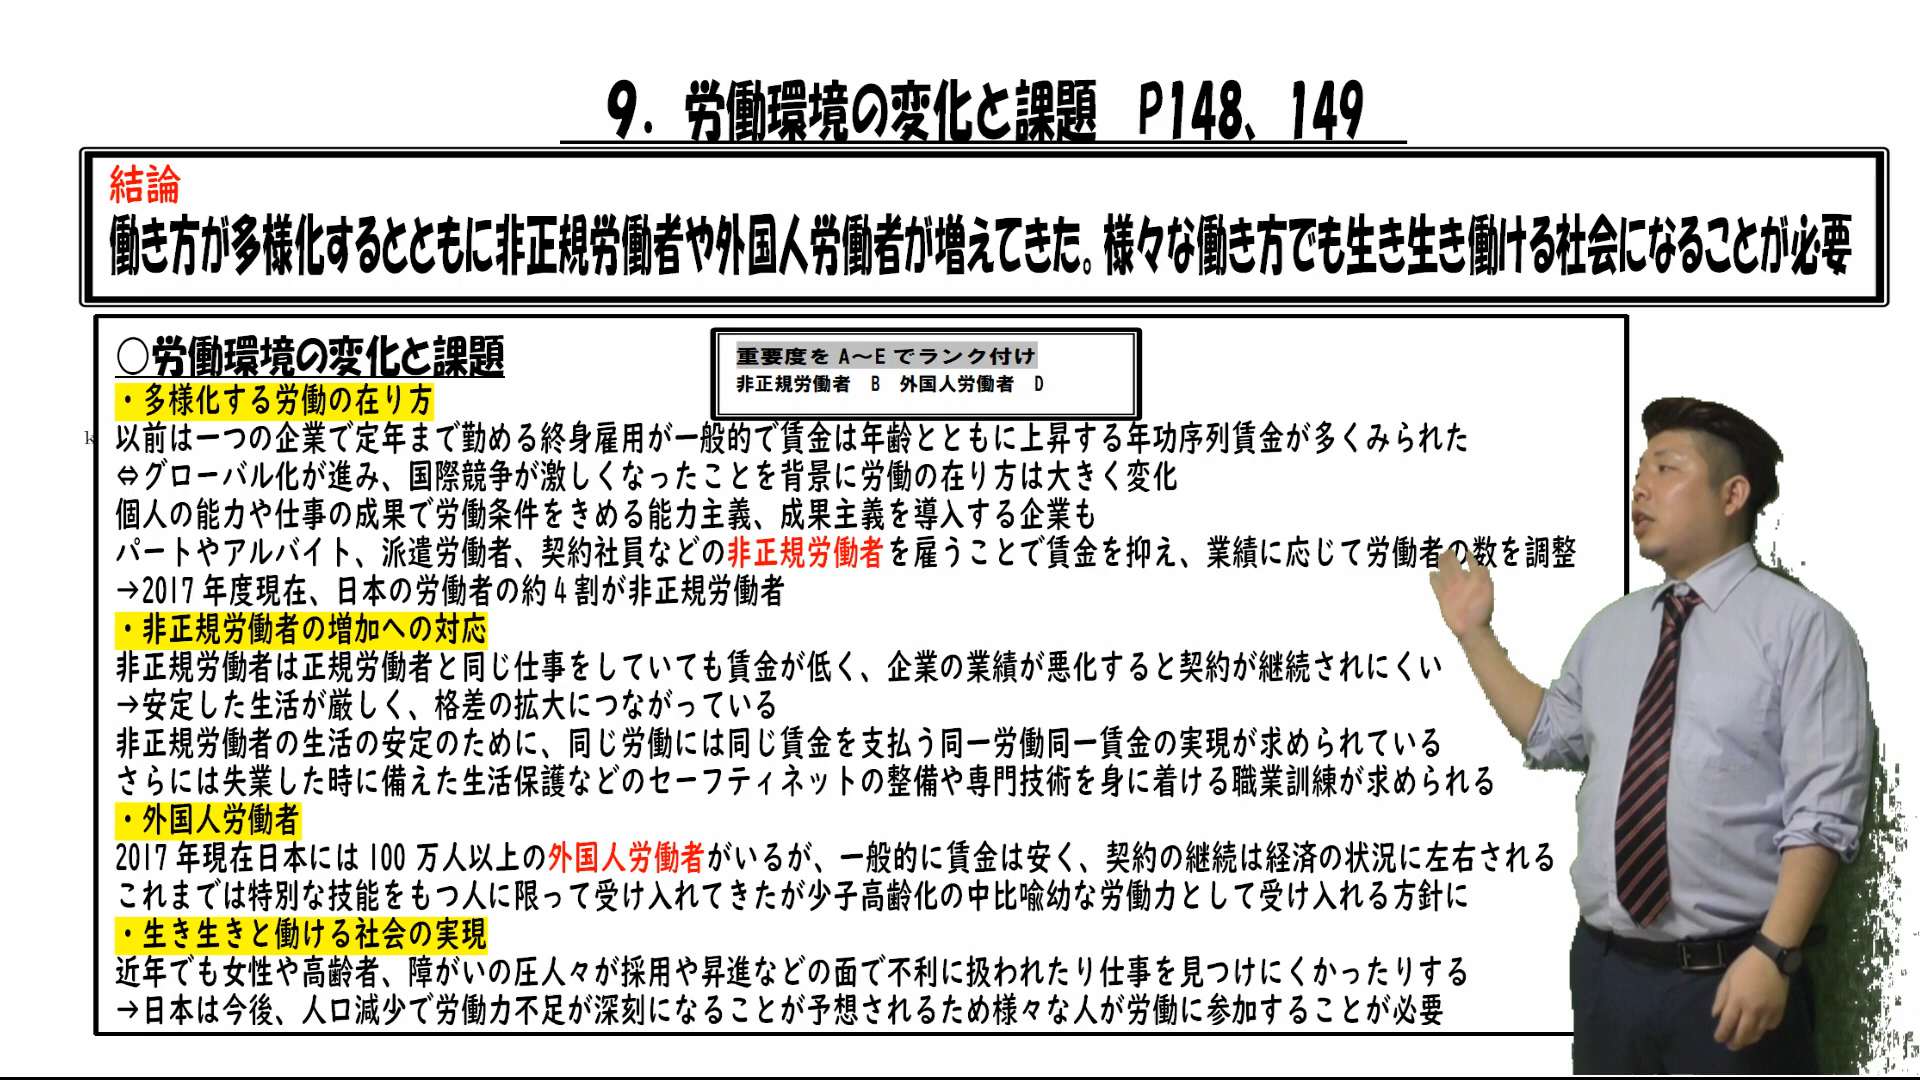 9．労働環境の変化と課題　P148、149
結論
働き方が多様化するとともに非正規労働者や外国人労働者が増えてきた。様々な働き方でも生き生き働ける社会になることが必要
○労働環境の変化と課題
重要度をA～Eでランク付け
非正規労働者　B　外国人労働者　D
・多様化する労働の在り方
k
以前は一つの企業で定年まで勤める終身雇用が一般的で賃金は年齢とともに上昇する年功序列賃金が多くみられた
⇔グローバル化が進み、国際競争が激しくなったことを背景に労働の在り方は大きく変化
個人の能力や仕事の成果で労働条件をきめる能力主義、成果主義を導入する企業も
パートやアルバイト、派遣労働者、契約社員などの非正規労働者を雇うことで賃金を抑え、業績に応じて労働者の数を調整
→2017年度現在、日本の労働者の約4割が非正規労働者
・非正規労働者の増加への対応
非正規労働者は正規労働者と同じ仕事をしていても賃金が低く、企業の業績が悪化すると契約が継続されにくい
→安定した生活が厳しく、格差の拡大につながっている
非正規労働者の生活の安定のために、同じ労働には同じ賃金を支払う同一労働同一賃金の実現が求められている
さらには失業した時に備えた生活保護などのセーフティネットの整備や専門技術を身に着ける職業訓練が求められる
・外国人労働者
2017年現在日本には100万人以上の外国人労働者がいるが、一般的に賃金は安く、契約の継続は経済の状況に左右される
これまでは特別な技能をもつ人に限って受け入れてきたが少子高齢化の中比喩幼な労働力として受け入れる方針に
・生き生きと働ける社会の実現
近年でも女性や高齢者、障がいの圧人々が採用や昇進などの面で不利に扱われたり仕事を見つけにくかったりする
→日本は今後、人口減少で労働力不足が深刻になることが予想されるため様々な人が労働に参加することが必要